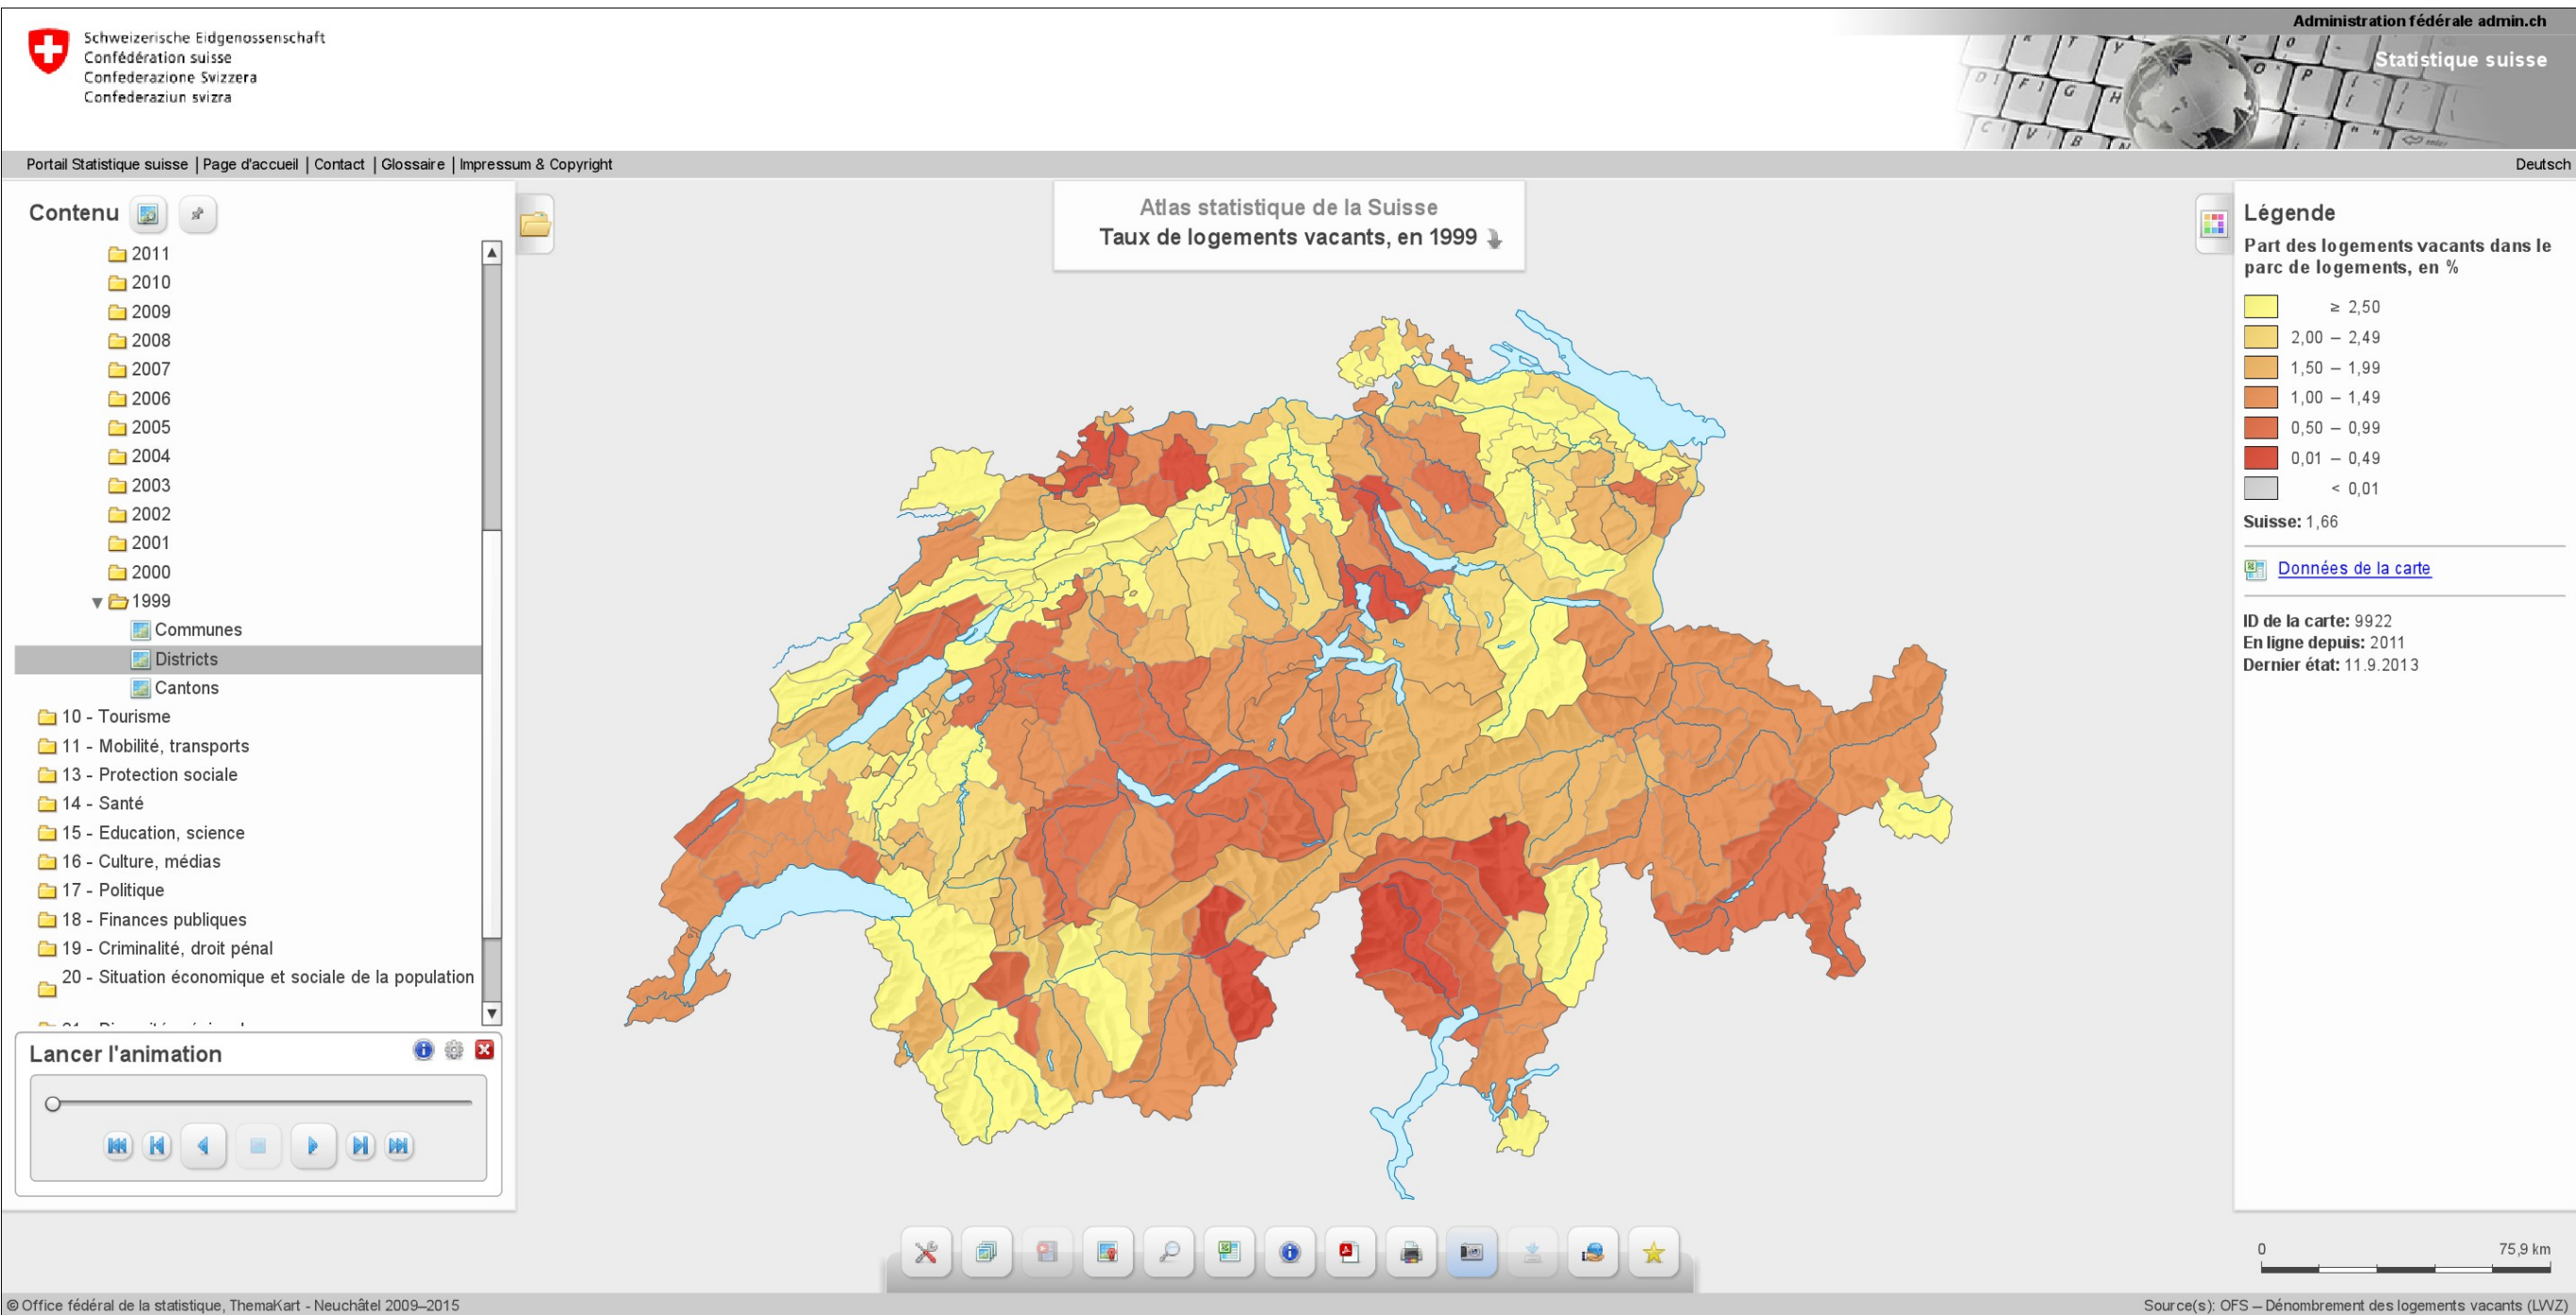 Schweizerische Eidgenossenschaft
Confédération suisse
Confederazione Svizzera
Confederaziun svizra
Administration fédérale admin.ch
Statistique suisse
Portail Statistique suisse | Page d'accueil | Contact | Glossaire | Impressum & Copyright
Deutsch
Contenu
2011
2010
2009
2008
2007
2006
2005
2004
2003
2002
2001
2000
1999
Communes
Districts
Cantons
10 - Tourisme
11 - Mobilité, transports
13 - Protection sociale
14 - Santé
15 - Education, science
16 - Culture, médias
17 - Politique
18 - Finances publiques
19 - Criminalité, droit pénal
20 - Situation économique et sociale de la population
Lancer l'animation
Atlas statistique de la Suisse
Taux de logements vacants, en 1999
Légende
Part des logements vacants dans le
parc de logements, en %
≥ 2,50
2,00 – 2,49
1,50 – 1,99
1,00 – 1,49
0,50 – 0,99
0,01 – 0,49
< 0,01
Suisse: 1,66
Données de la carte
ID de la carte: 9922
En ligne depuis: 2011
Dernier état: 11.9.2013
0 75,9 km
© Office fédéral de la statistique, ThemaKart - Neuchâtel 2009–2015
Source(s): OFS – Dénombrement des logements vacants (LWZ)